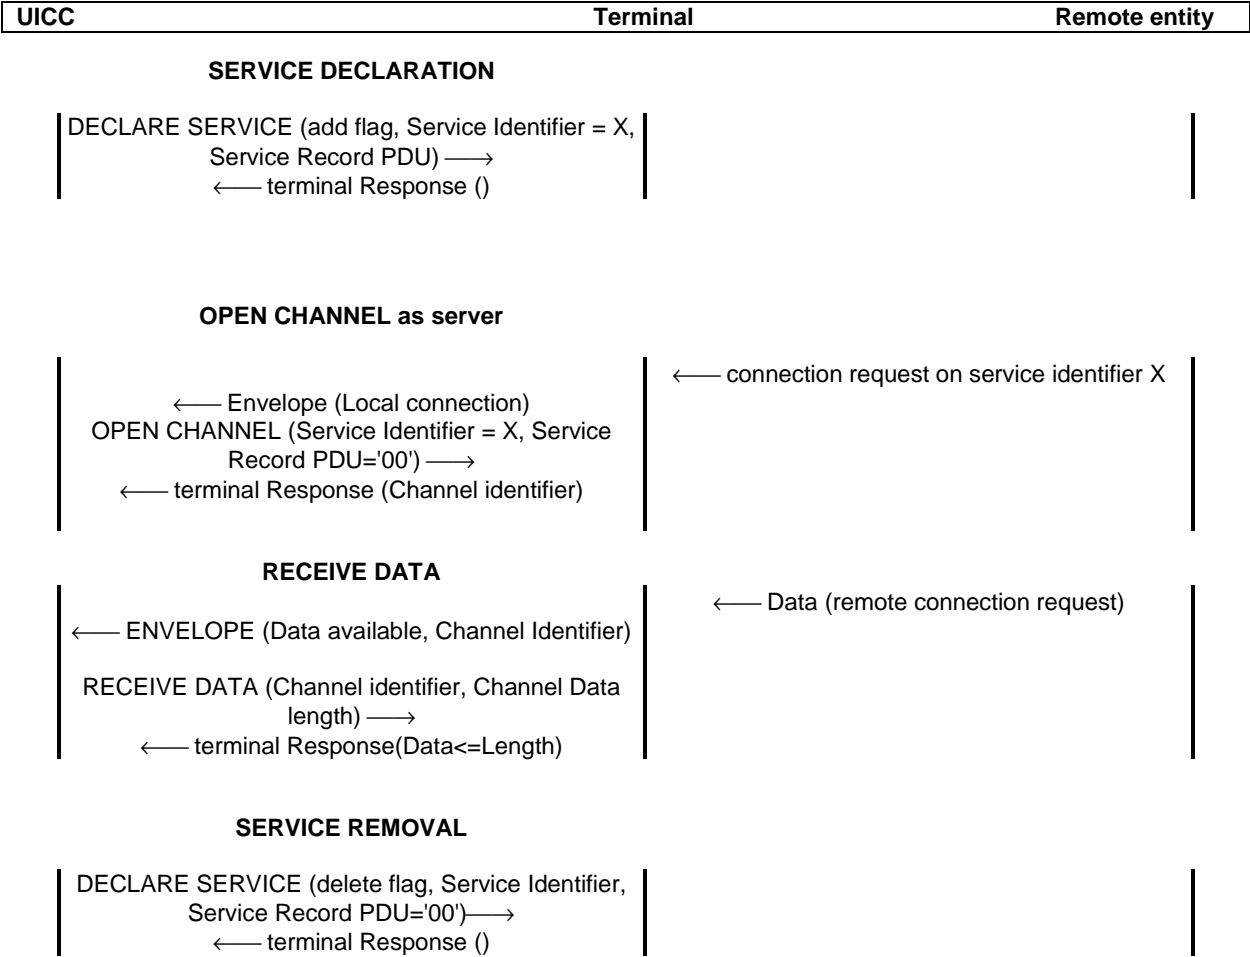 UICC Terminal Remote entity
SERVICE DECLARATION
DECLARE SERVICE (add flag, Service Identifier = X,
Service Record PDU) ⟶
⟵ terminal Response ()
OPEN CHANNEL as server
⟵ connection request on service identifier X
⟵ Envelope (Local connection)
OPEN CHANNEL (Service Identifier = X, Service
Record PDU='00') ⟶
⟵ terminal Response (Channel identifier)
RECEIVE DATA
⟵ Data (remote connection request)
⟵ ENVELOPE (Data available, Channel Identifier)
RECEIVE DATA (Channel identifier, Channel Data
length) ⟶
⟵ terminal Response(Data<=Length)
SERVICE REMOVAL
DECLARE SERVICE (delete flag, Service Identifier,
Service Record PDU='00')⟶
⟵ terminal Response ()